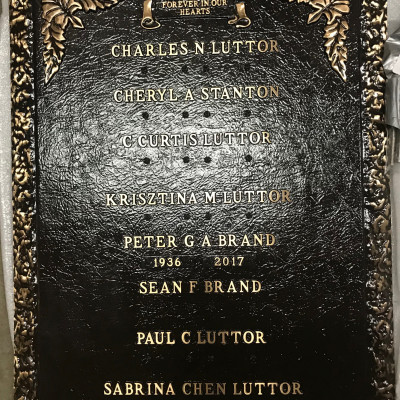 FOREVER IN OUR
HEARTS
CHARLES N LUTTOR
CHERYL A STANTON
C CURTIS LUTTOR
KRISZTINA M LUTTOR
PETER G A BRAND
1936 2017
SEAN F BRAND
PAUL C LUTTOR
SABRINA CHEN LUTTOR